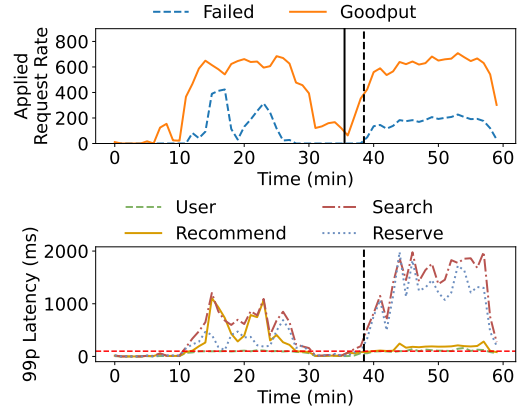 Failed Goodput
Applied
Request Rate
800
600
400
200
0
0 10 20 30 40 50 60
Time (min)
User Search
Recommend Reserve
99p Latency (ms)
2000
1000
0
0 10 20 30 40 50 60
Time (min)